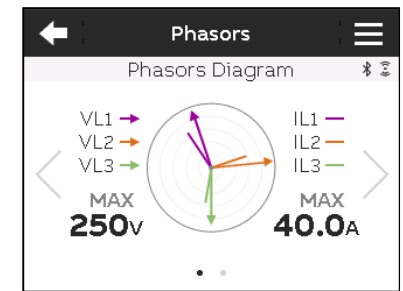 Phasors
Phasors Diagram
VL1
VL2
VL3
MAX
250V
IL1
IL2
IL3
MAX
40.0A